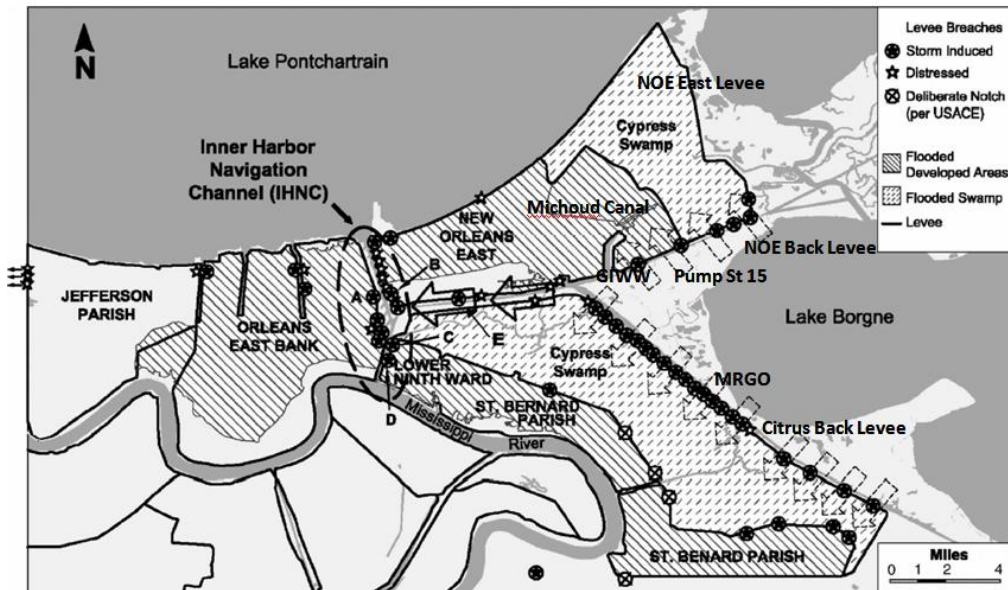 N
Lake Pontchartrain
Inner Harbor
Navigation
Channel (IHNC)
NOE East Levee
Cypress
Swamp
Michoud Canal
NEW
ORLEANS
EAST
NOE Back Levee
GIWW
Pump St 15
JEFFERSON
PARISH
ORLEANS
EAST BANK
A
B
C
D
E
LOWER
NINTH WARD
Cypress
Swamp
Lake Borgne
MRGO
Citrus Back Levee
ST. BERNARD
PARISH
Mississippi
River
ST. BENARD PARISH
Levee Breaches
Storm Induced
Distressed
Deliberate Notch
(per USACE)
Flooded
Developed Areas
Flooded Swamp
Levee
Miles
0 1 2 4